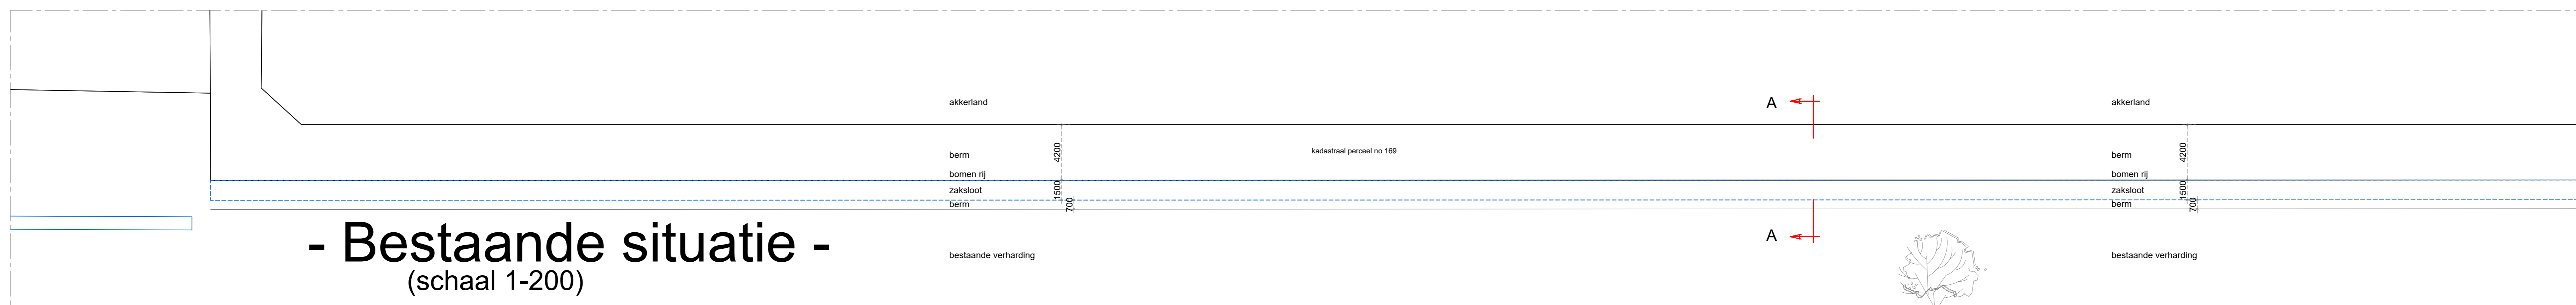 akkerland
A
akkerland
berm
4200
kadastraal perceel no 169
berm
4200
bomen rij
bomen rij
zaksloot
1500
zaksloot
1500
berm
700
berm
700
- Bestaande situatie -
A
(schaal 1-200)
bestaande verharding
bestaande verharding